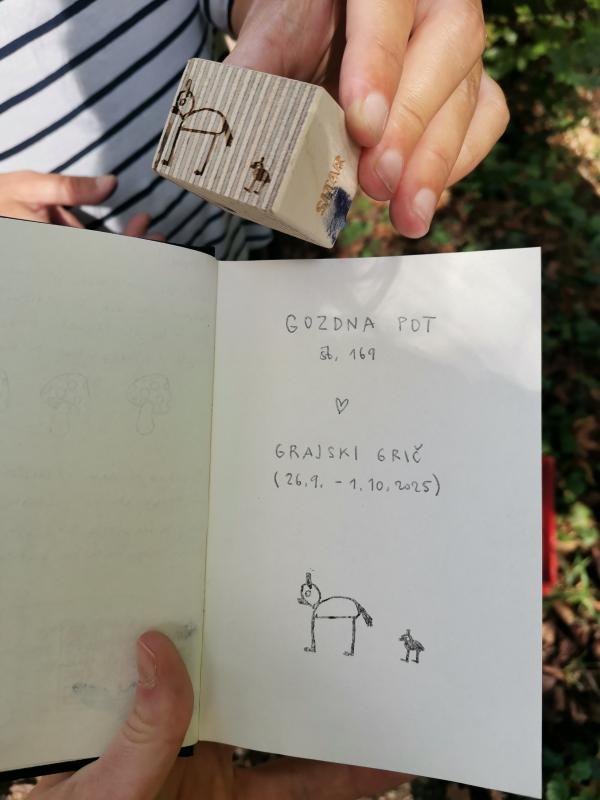 GOZDNA POT
št. 169
GRAJSKI GRIČ
(26.9. - 1.10.2025)